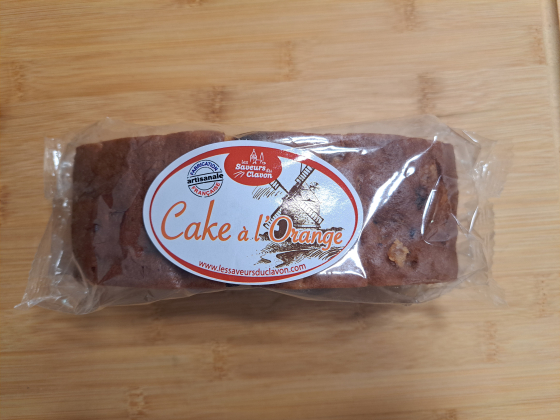 FABRICATION
artisanale
FRANÇAISE
les
Saveurs du
Clavon
Cake à l'Orange
www.lessaveursduclavon.com